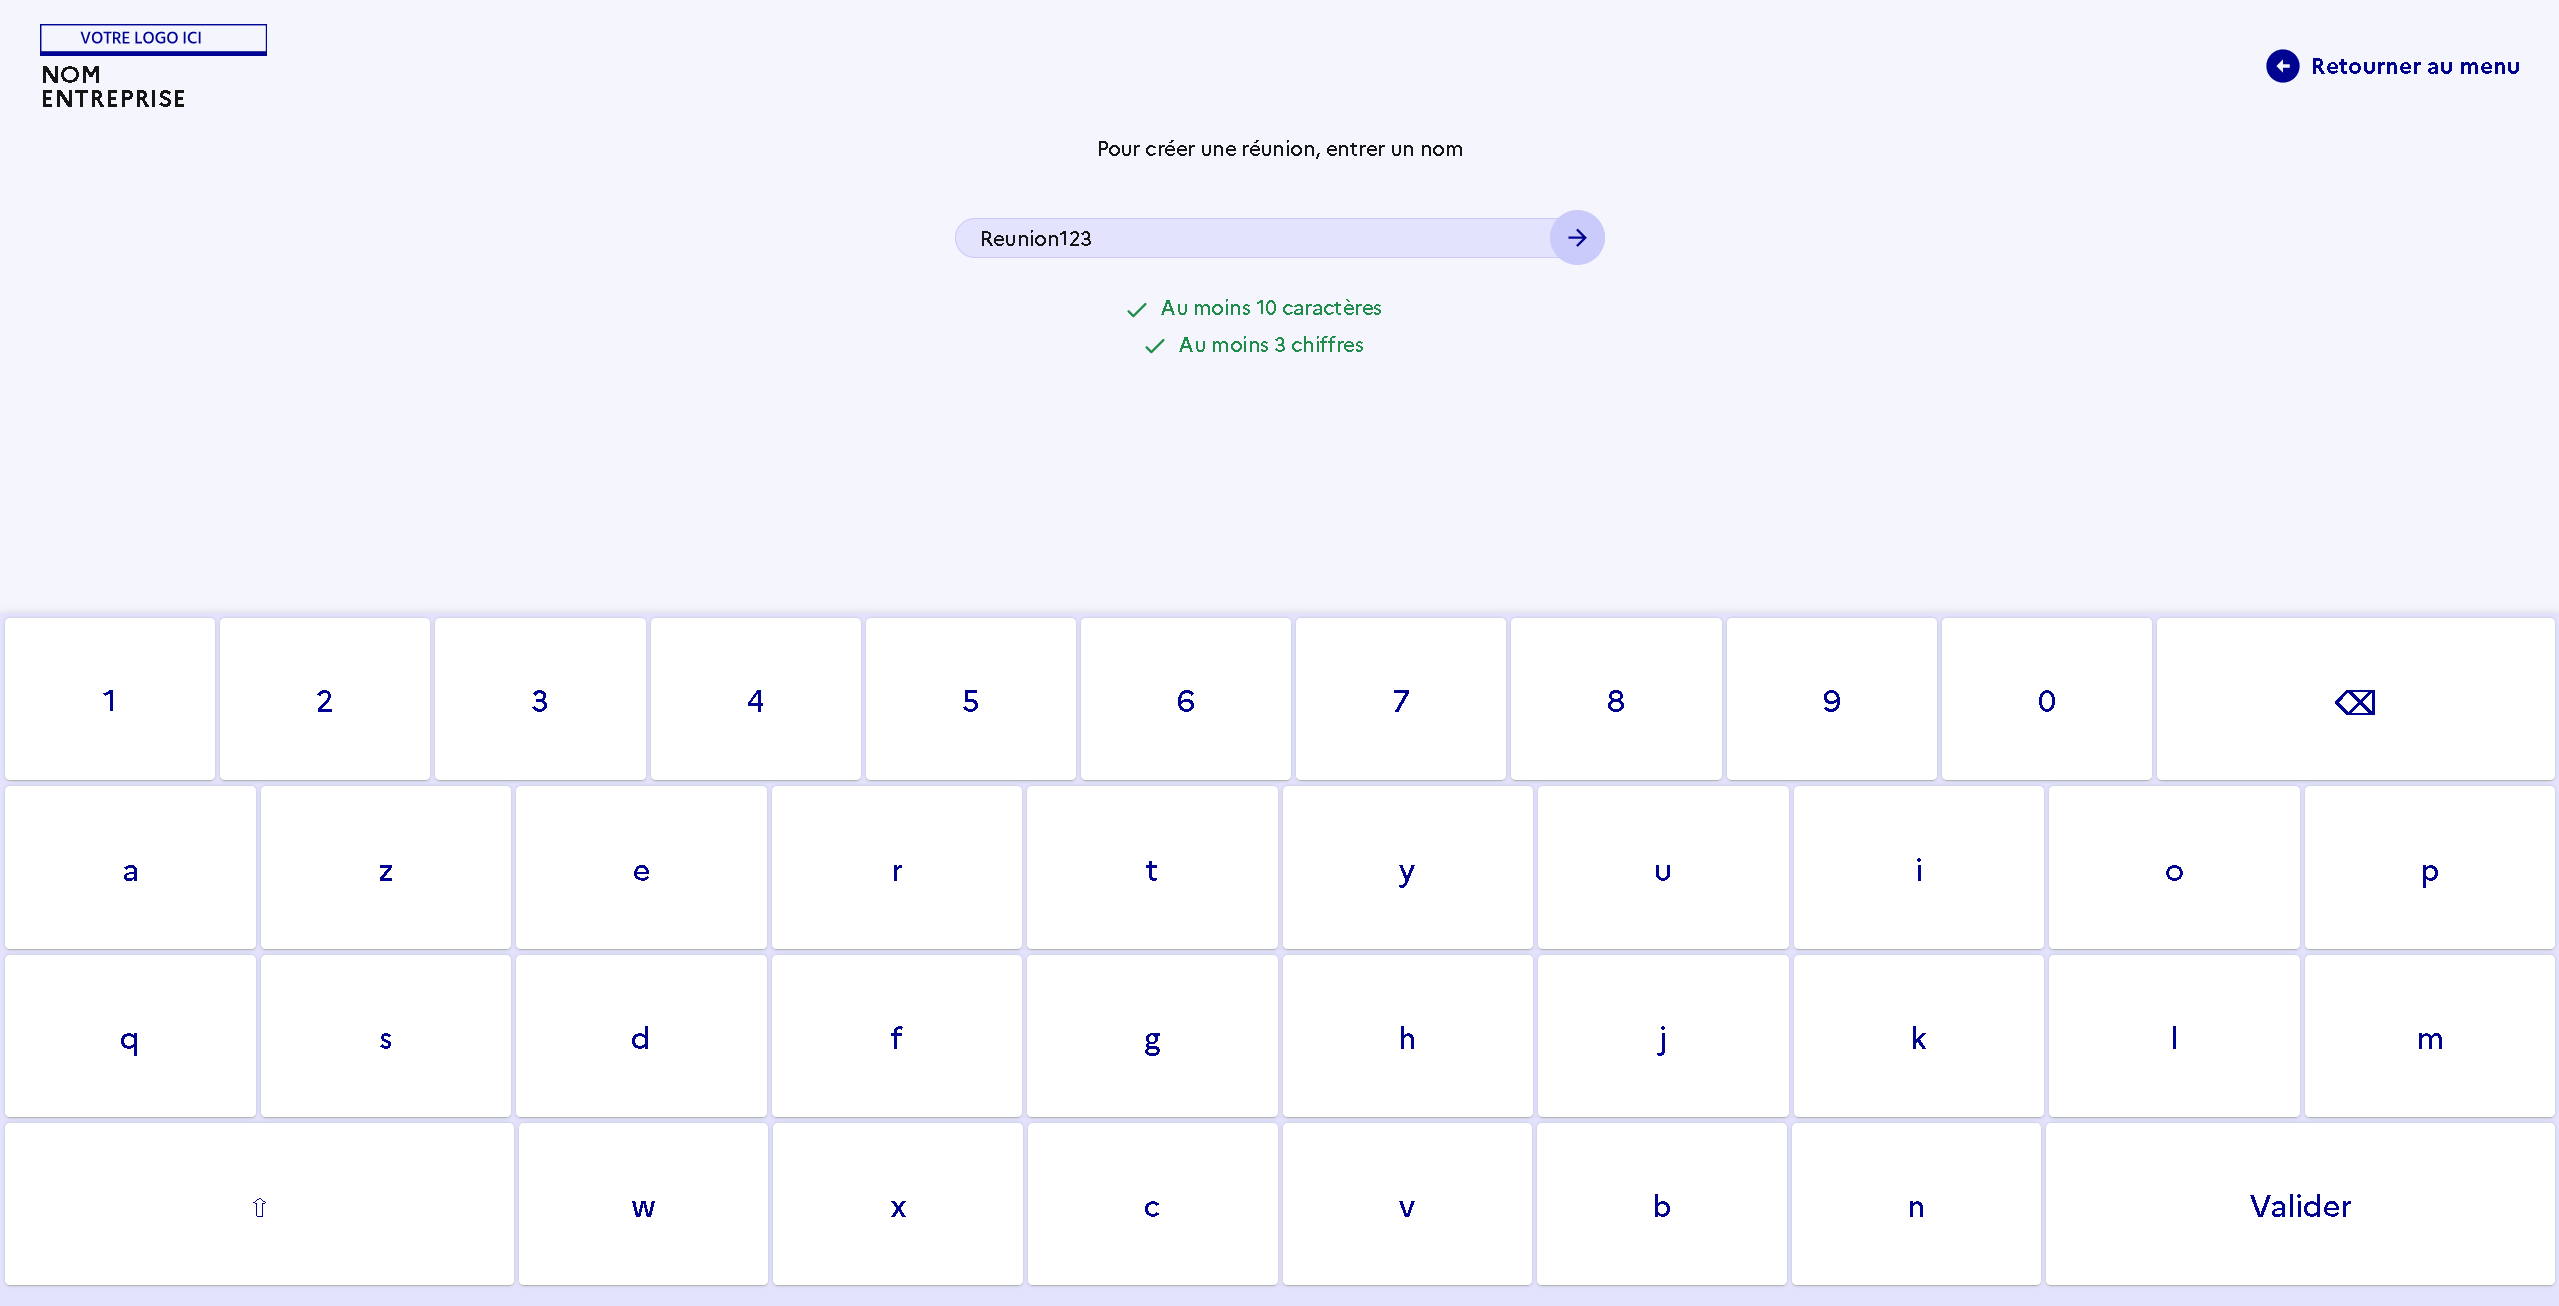 VOTRE LOGO ICI
NOM
ENTREPRISE
Retourner au menu
Pour créer une réunion, entrer un nom
Reunion123
Au moins 10 caractères
Au moins 3 chiffres
1 2 3 4 5 6 7 8 9 0 ⌫
a z e r t y u i o p
q s d f g h j k l m
⇧ w x c v b n Valider